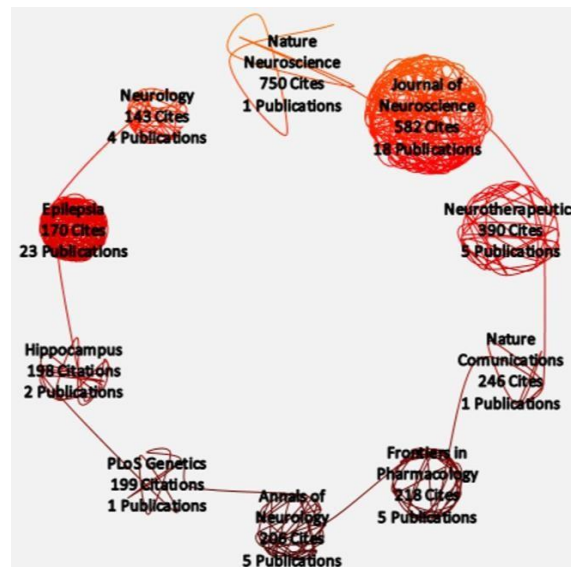 Nature
Neuroscience
750 Cites
1 Publications
Journal of
Neuroscience
582 Cites
18 Publications
Neurotherapeutic
390 Cites
5 Publications
Nature
Comunications
246 Cites
1 Publications
Frontiers in
Pharmacology
218 Cites
5 Publications
Annals of
Neurology
206 Cites
5 Publications
PLoS Genetics
199 Citations
1 Publications
Hippocampus
198 Citations
2 Publications
Epilepsia
170 Cites
23 Publications
Neurology
143 Cites
4 Publications